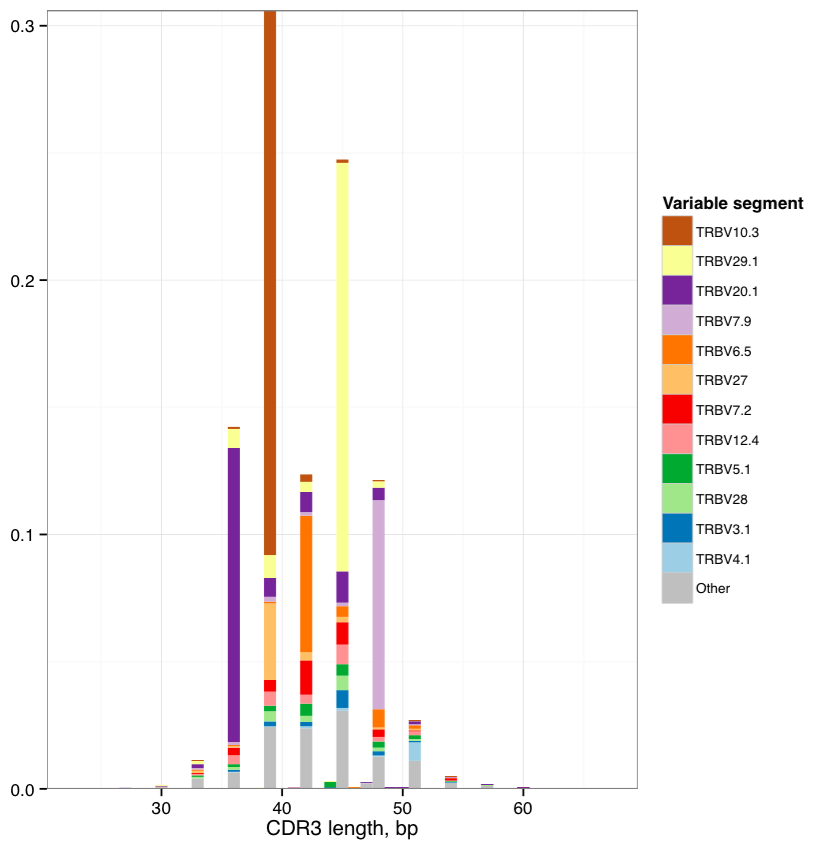 0.3
0.2
0.1
0.0
30 40 50 60
CDR3 length, bp
Variable segment
TRBV10.3
TRBV29.1
TRBV20.1
TRBV7.9
TRBV6.5
TRBV27
TRBV7.2
TRBV12.4
TRBV5.1
TRBV28
TRBV3.1
TRBV4.1
Other